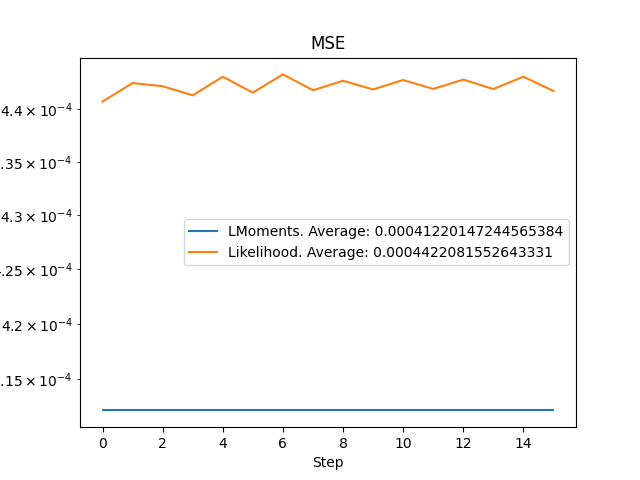 MSE
4.4 × 10⁻⁴
.35 × 10⁻⁴
4.3 × 10⁻⁴
.25 × 10⁻⁴
4.2 × 10⁻⁴
.15 × 10⁻⁴
LMoments. Average: 0.00041220147244565384
Likelihood. Average: 0.0004422081552643331
0 2 4 6 8 10 12 14
Step